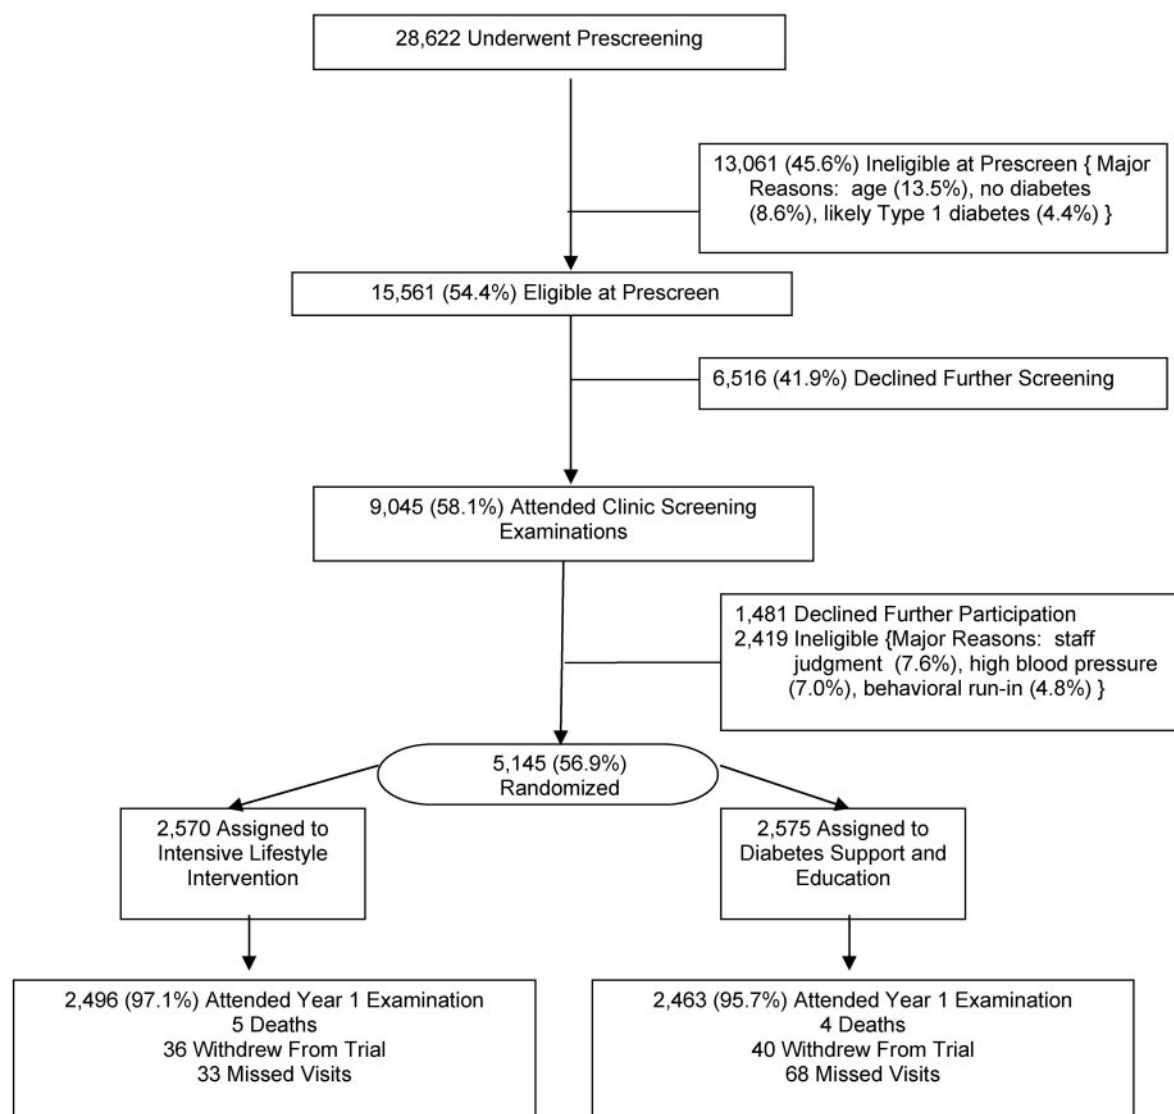 28,622 Underwent Prescreening
13,061 (45.6%) Ineligible at Prescreen { Major
Reasons: age (13.5%), no diabetes
(8.6%), likely Type 1 diabetes (4.4%) }
15,561 (54.4%) Eligible at Prescreen
6,516 (41.9%) Declined Further Screening
9,045 (58.1%) Attended Clinic Screening
Examinations
1,481 Declined Further Participation
2,419 Ineligible {Major Reasons: staff
judgment (7.6%), high blood pressure
(7.0%), behavioral run-in (4.8%) }
5,145 (56.9%)
Randomized
2,570 Assigned to
Intensive Lifestyle
Intervention
2,575 Assigned to
Diabetes Support and
Education
2,496 (97.1%) Attended Year 1 Examination
5 Deaths
36 Withdrew From Trial
33 Missed Visits
2,463 (95.7%) Attended Year 1 Examination
4 Deaths
40 Withdrew From Trial
68 Missed Visits